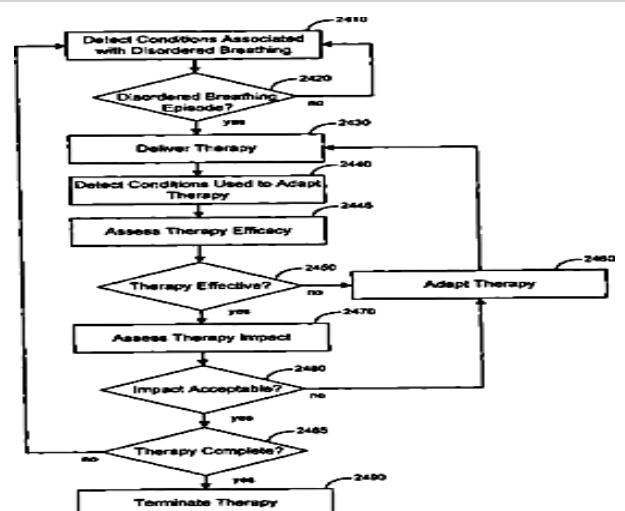 2410
Detect Conditions Associated
with Disordered Breathing
2420
Disordered Breathing
Episode?
no
yes
2430
Deliver Therapy
2440
Detect Conditions Used to Adapt
Therapy
2445
Assess Therapy Efficacy
2450
Therapy Effective?
no
2460
Adapt Therapy
yes
2470
Assess Therapy Impact
2480
Impact Acceptable?
no
yes
2485
Therapy Complete?
no
yes
2490
Terminate Therapy